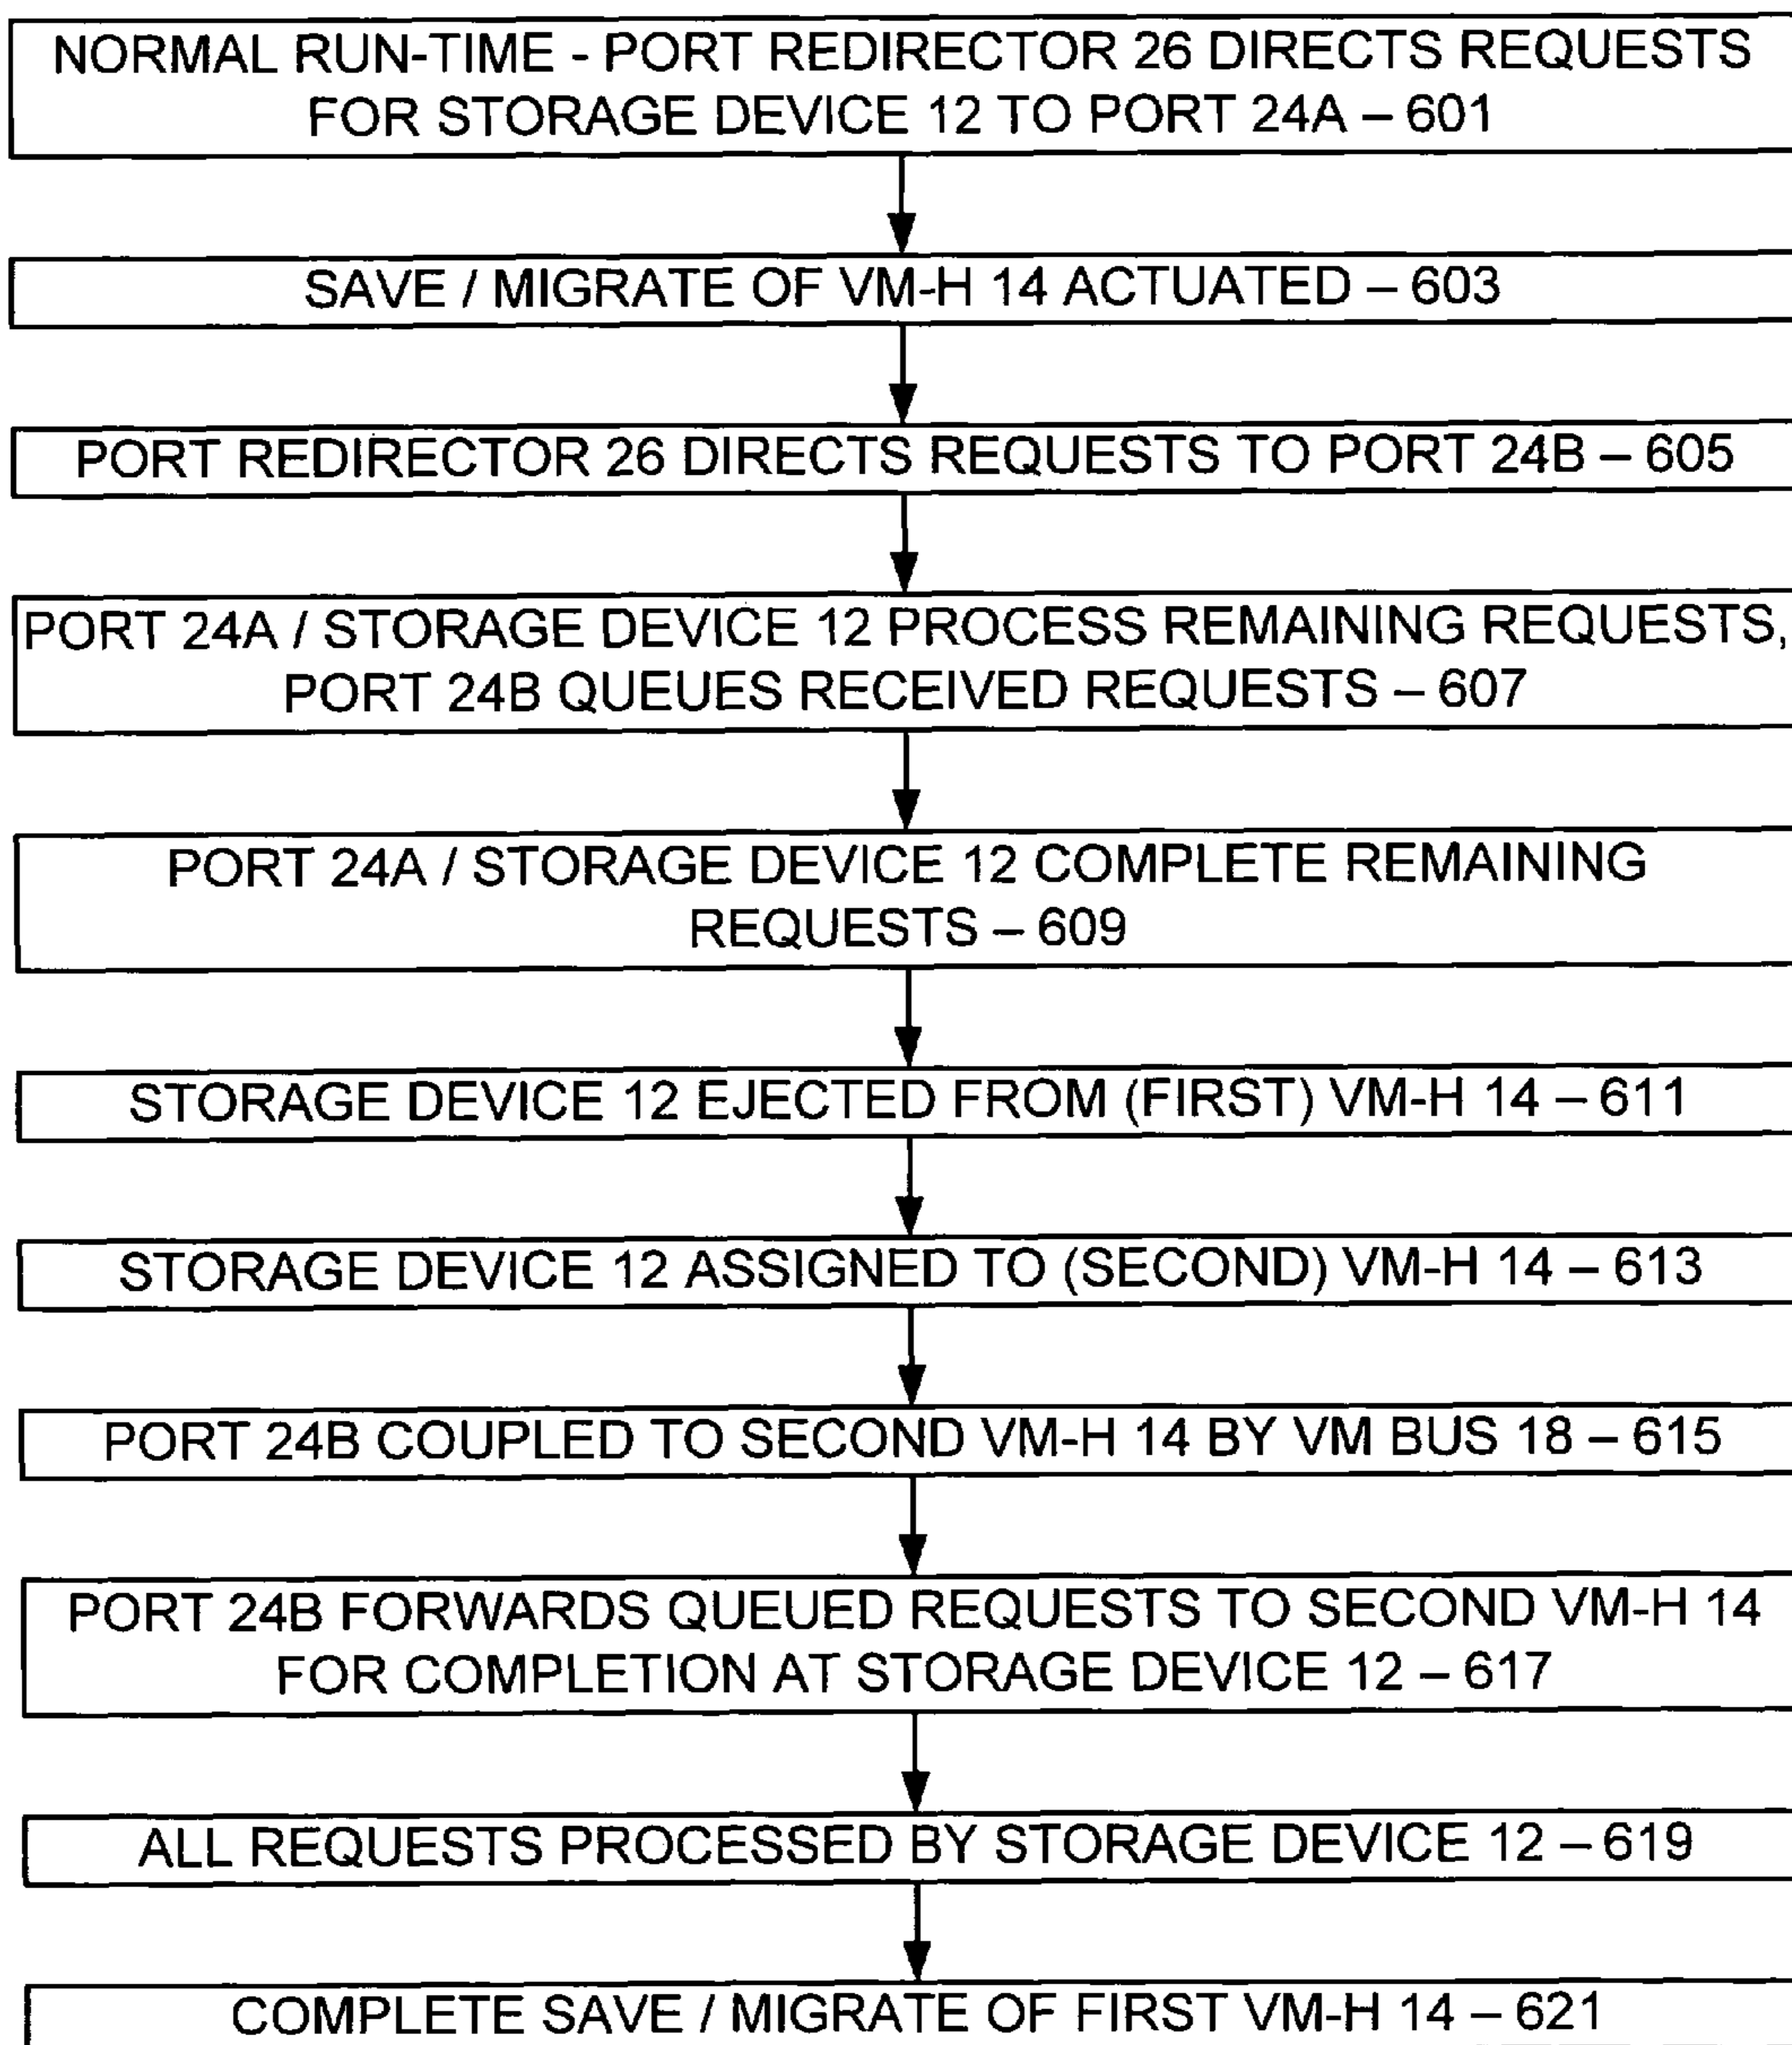 NORMAL RUN-TIME - PORT REDIRECTOR 26 DIRECTS REQUESTS
FOR STORAGE DEVICE 12 TO PORT 24A – 601
SAVE / MIGRATE OF VM-H 14 ACTUATED – 603
PORT REDIRECTOR 26 DIRECTS REQUESTS TO PORT 24B – 605
PORT 24A / STORAGE DEVICE 12 PROCESS REMAINING REQUESTS,
PORT 24B QUEUES RECEIVED REQUESTS – 607
PORT 24A / STORAGE DEVICE 12 COMPLETE REMAINING
REQUESTS – 609
STORAGE DEVICE 12 EJECTED FROM (FIRST) VM-H 14 – 611
STORAGE DEVICE 12 ASSIGNED TO (SECOND) VM-H 14 – 613
PORT 24B COUPLED TO SECOND VM-H 14 BY VM BUS 18 – 615
PORT 24B FORWARDS QUEUED REQUESTS TO SECOND VM-H 14
FOR COMPLETION AT STORAGE DEVICE 12 – 617
ALL REQUESTS PROCESSED BY STORAGE DEVICE 12 – 619
COMPLETE SAVE / MIGRATE OF FIRST VM-H 14 – 621